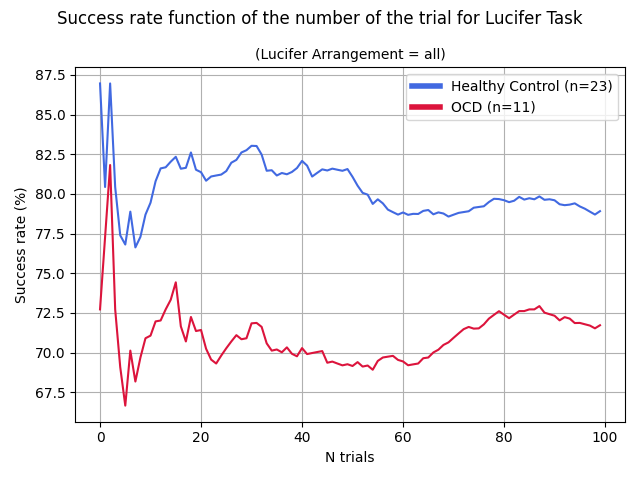 Success rate function of the number of the trial for Lucifer Task
(Lucifer Arrangement = all)
87.5
85.0
82.5
80.0
77.5
75.0
72.5
70.0
67.5
Success rate (%)
Healthy Control (n=23)
OCD (n=11)
0 20 40 60 80 100
N trials